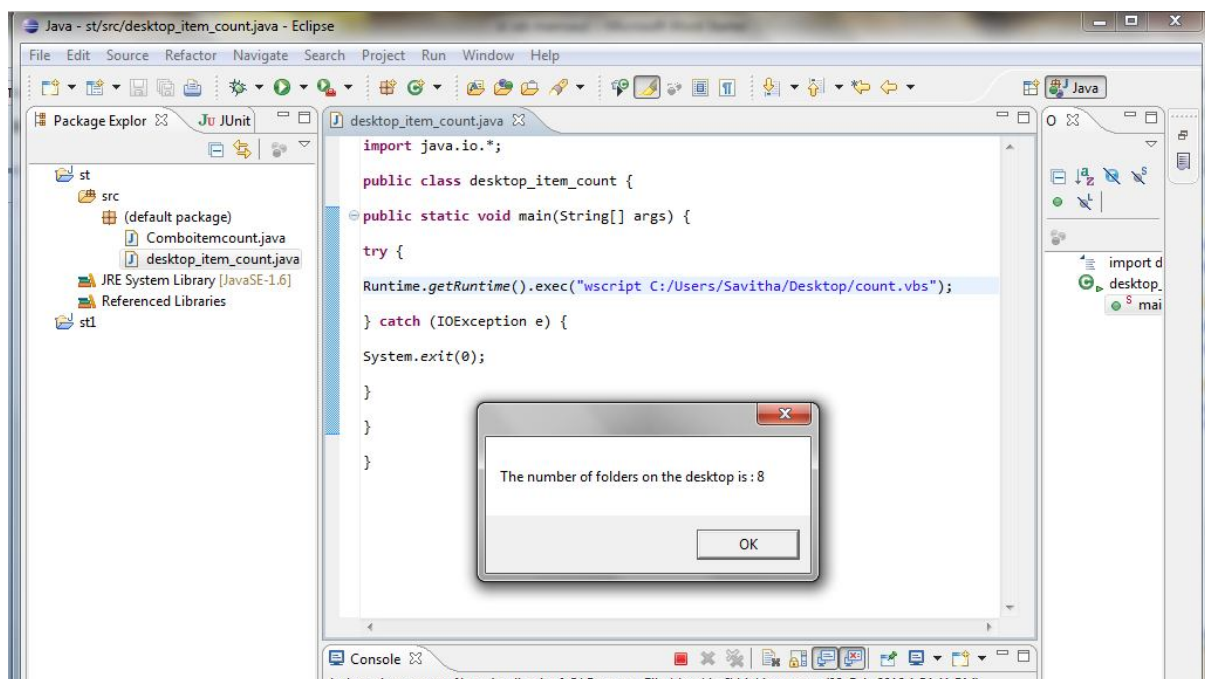 Java - st/src/desktop_item_count.java - Eclipse
File Edit Source Refactor Navigate Search Project Run Window Help
Java
Package Explor
JUnit
desktop_item_count.java
O
st
src
(default package)
Comboitemcount.java
desktop_item_count.java
JRE System Library [JavaSE-1.6]
Referenced Libraries
st1
import java.io.*;
public class desktop_item_count {
public static void main(String[] args) {
try {
Runtime.getRuntime().exec("wscript C:/Users/Savitha/Desktop/count.vbs");
} catch (IOException e) {
System.exit(0);
}
}
}
import d
desktop_
mai
The number of folders on the desktop is : 8
OK
Console